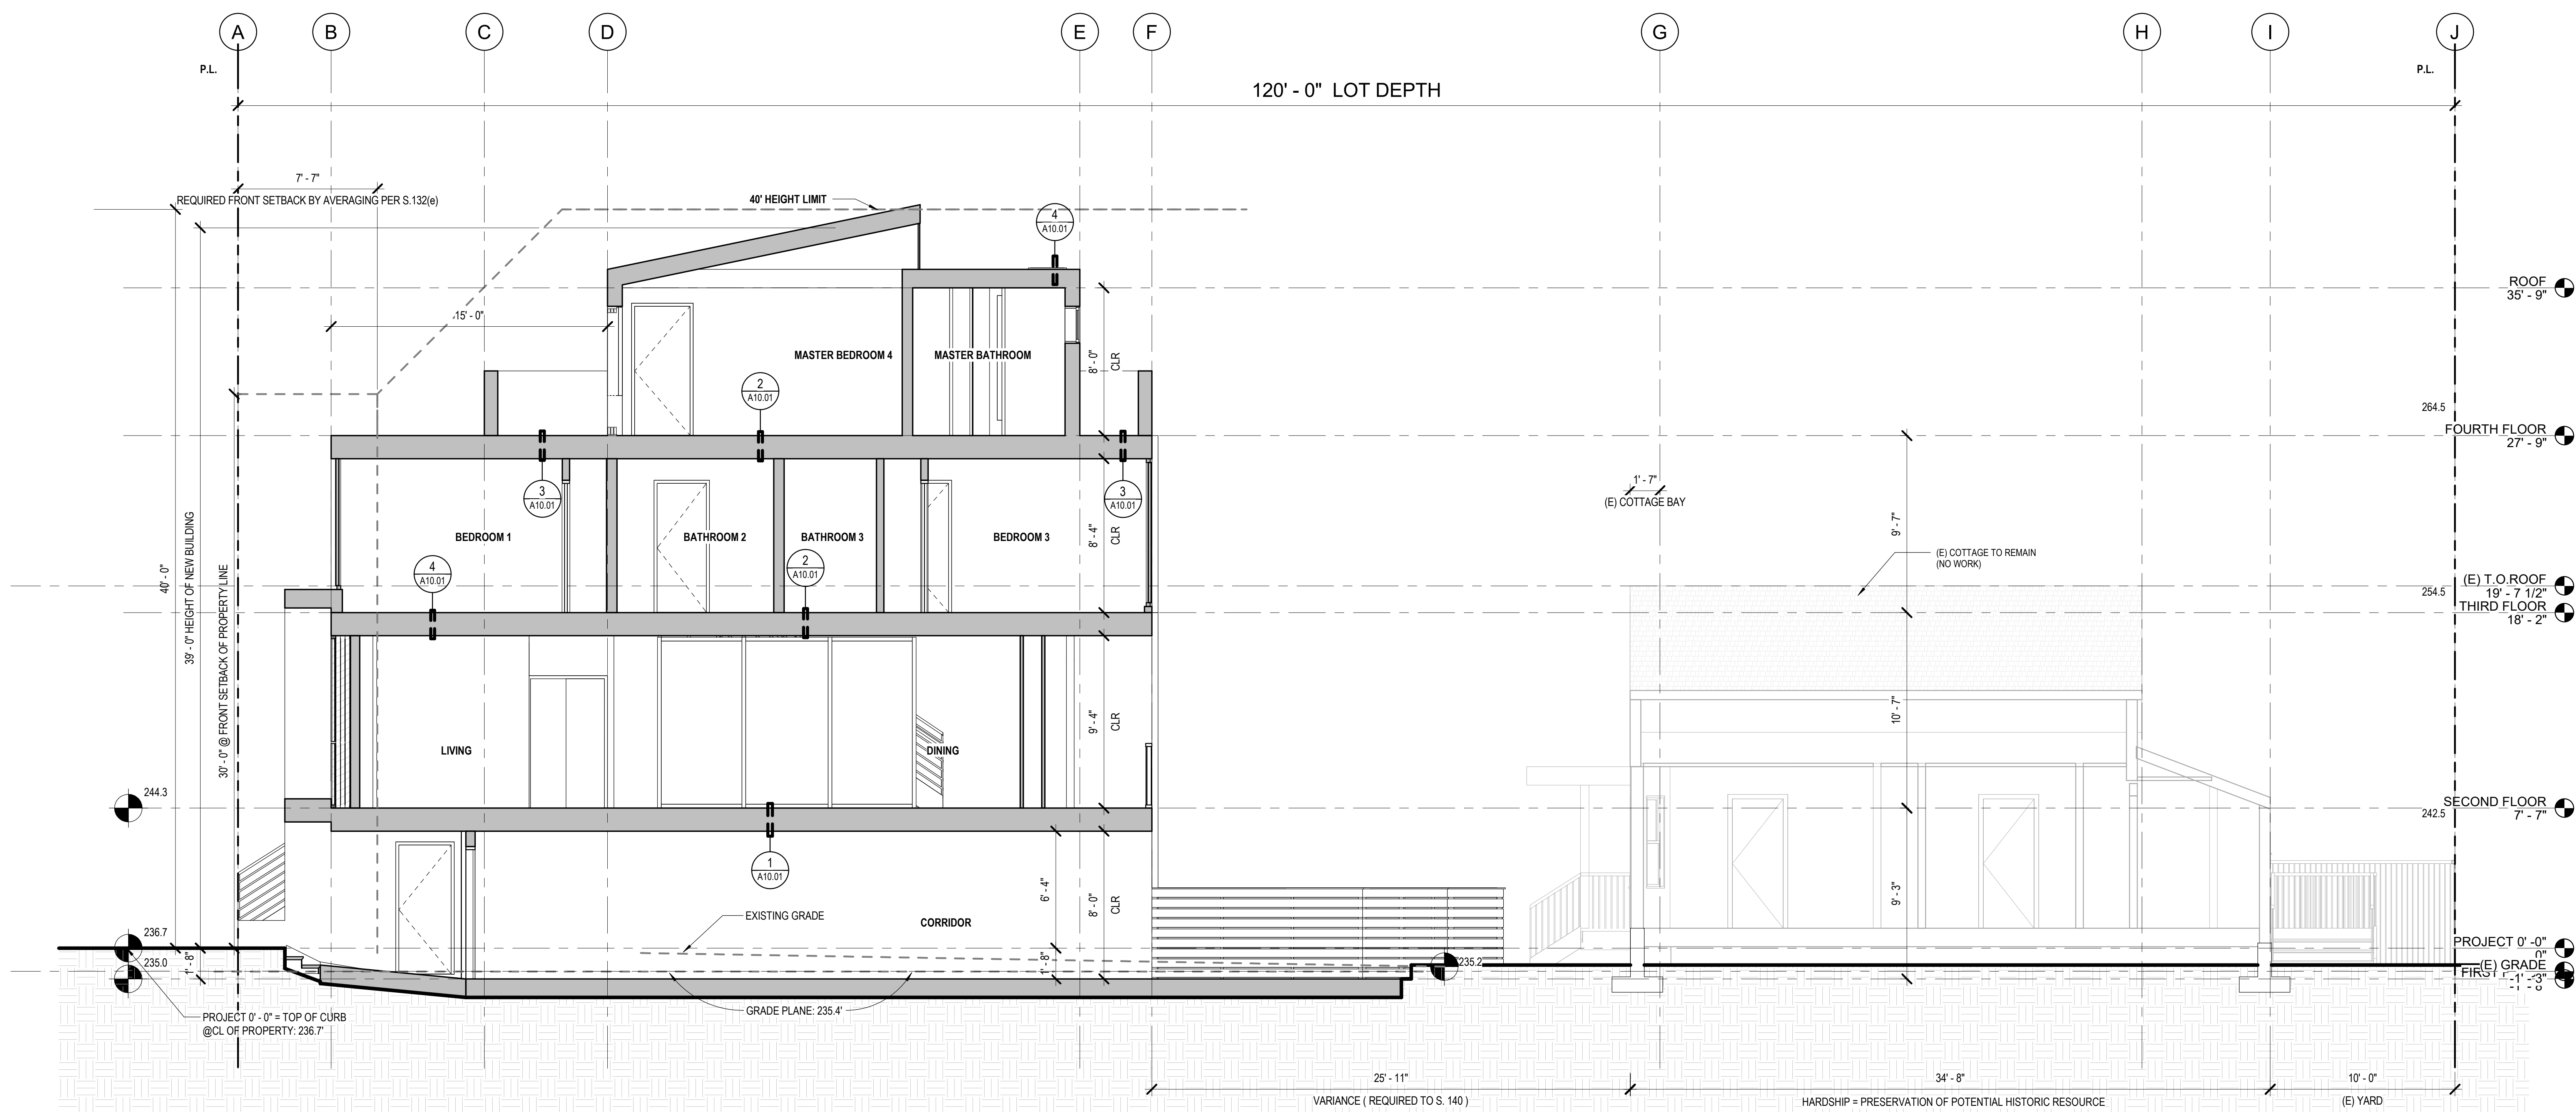 A B C D E F G H I J
P.L. P.L.
120' - 0" LOT DEPTH
7' - 7"
REQUIRED FRONT SETBACK BY AVERAGING PER S.132(e)
40' HEIGHT LIMIT
4
A10.01
ROOF
35' - 9"
15' - 0"
MASTER BEDROOM 4
MASTER BATHROOM
8' - 0"
CLR
2
A10.01
264.5
FOURTH FLOOR
27' - 9"
3
A10.01
3
A10.01
1' - 7"
(E) COTTAGE BAY
40' - 0"
39' - 0" HEIGHT OF NEW BUILDING
30' - 0" @ FRONT SETBACK OF PROPERTY LINE
BEDROOM 1
BATHROOM 2
BATHROOM 3
BEDROOM 3
8' - 4"
CLR
9' - 7"
(E) COTTAGE TO REMAIN
(NO WORK)
4
A10.01
2
A10.01
(E) T.O.ROOF
19' - 7 1/2"
254.5
THIRD FLOOR
18' - 2"
LIVING
DINING
9' - 4"
CLR
10' - 7"
244.3
SECOND FLOOR
7' - 7"
242.5
1
A10.01
6' - 4"
8' - 0"
CLR
9' - 3"
EXISTING GRADE
CORRIDOR
236.7
235.0
1' - 8"
1' - 8"
235.2
PROJECT 0' -0"
0"
(E) GRADE
-1' - 3"
GRADE PLANE: 235.4'
PROJECT 0' - 0" = TOP OF CURB
@CL OF PROPERTY: 236.7'
25' - 11"
VARIANCE ( REQUIRED TO S. 140 )
34' - 8"
HARDSHIP = PRESERVATION OF POTENTIAL HISTORIC RESOURCE
10' - 0"
(E) YARD